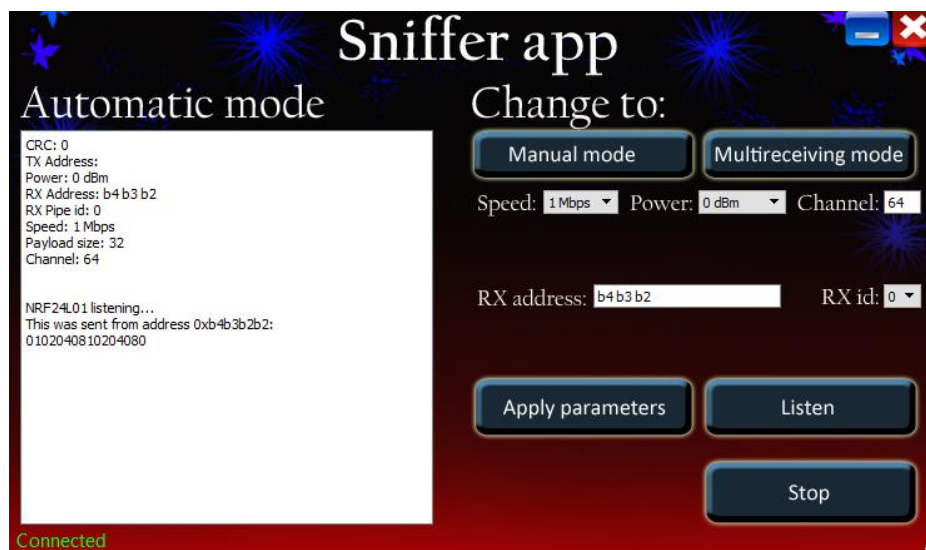 Sniffer app
Automatic mode
CRC: 0
TX Address:
Power: 0 dBm
RX Address: b4 b3 b2
RX Pipe id: 0
Speed: 1 Mbps
Payload size: 32
Channel: 64
NRF24L01 listening...
This was sent from address 0xb4b3b2b2:
0102040810204080
Change to:
Manual mode Multireceiving mode
Speed: 1 Mbps Power: 0 dBm Channel: 64
RX address: b4 b3 b2 RX id: 0
Apply parameters Listen
Stop
Connected